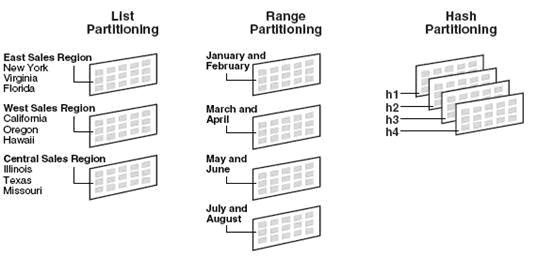 List
Partitioning
East Sales Region
New York
Virginia
Florida
West Sales Region
California
Oregon
Hawaii
Central Sales Region
Illinois
Texas
Missouri
Range
Partitioning
January and
February
March and
April
May and
June
July and
August
Hash
Partitioning
h1
h2
h3
h4